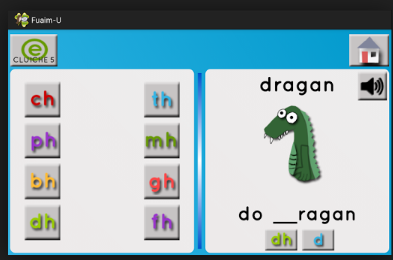 Fuaim-U
e
CLUICHE 5
ch th
ph mh
bh gh
dh fh
dragan
do __ragan
dh d